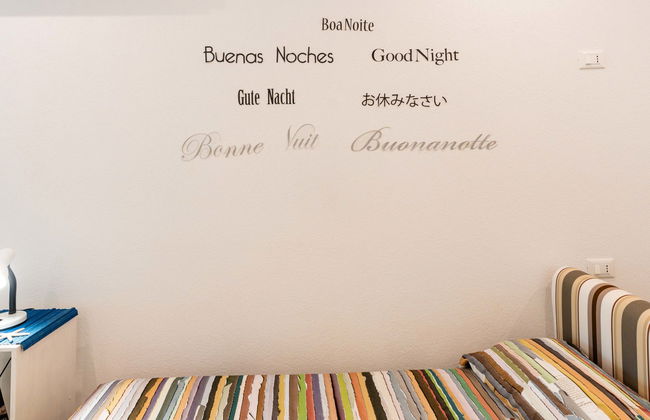 BoaNoite
Buenas Noches GoodNight
Gute Nacht お休みなさい
Bonne Nuit Buonanotte